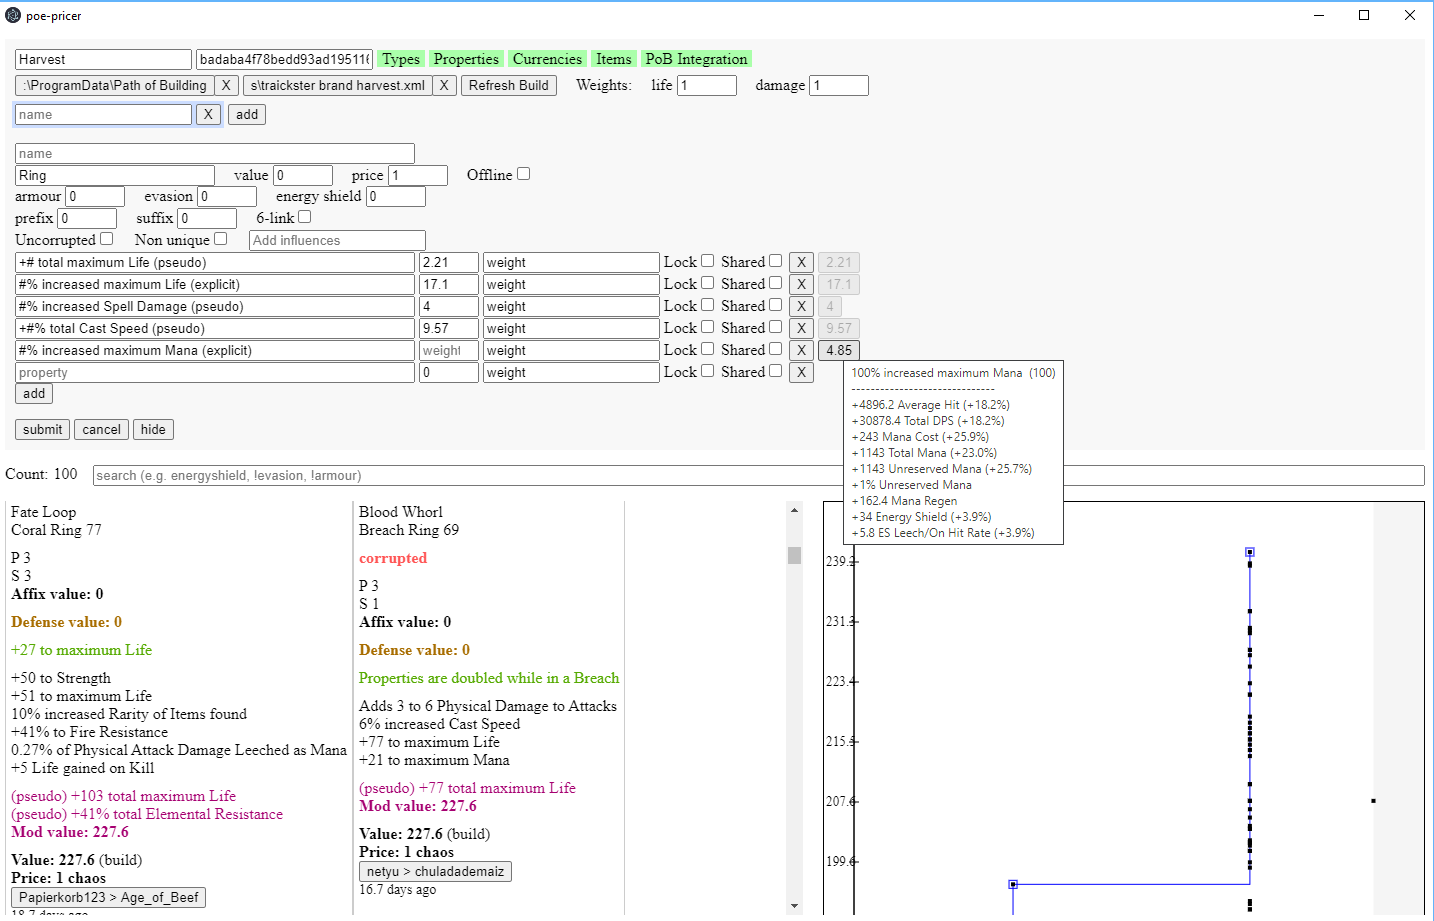 poe-pricer
Harvest badaba4f78bedd93ad195116 Types Properties Currencies Items PoB Integration
:\ProgramData\Path of Building X s\traickster brand harvest.xml X Refresh Build Weights: life 1 damage 1
name X add
name
Ring value 0 price 1 Offline
armour 0 evasion 0 energy shield 0
prefix 0 suffix 0 6-link
Uncorrupted Non unique Add influences
+# total maximum Life (pseudo) 2.21 weight Lock Shared X 2.21
#% increased maximum Life (explicit) 17.1 weight Lock Shared X 17.1
#% increased Spell Damage (pseudo) 4 weight Lock Shared X 4
+#% total Cast Speed (pseudo) 9.57 weight Lock Shared X 9.57
#% increased maximum Mana (explicit) weight weight Lock Shared X 4.85
property 0 weight Lock Shared X
add
100% increased maximum Mana (100)
------------------------------
+4896.2 Average Hit (+18.2%)
+30878.4 Total DPS (+18.2%)
+243 Mana Cost (+25.9%)
+1143 Total Mana (+23.0%)
+1143 Unreserved Mana (+25.7%)
+1% Unreserved Mana
+162.4 Mana Regen
+34 Energy Shield (+3.9%)
+5.8 ES Leech/On Hit Rate (+3.9%)
submit cancel hide
Count: 100 search (e.g. energyshield, !evasion, !armour)
Fate Loop
Coral Ring 77
P 3
S 3
Affix value: 0
Defense value: 0
+27 to maximum Life
+50 to Strength
+51 to maximum Life
10% increased Rarity of Items found
+41% to Fire Resistance
0.27% of Physical Attack Damage Leeched as Mana
+5 Life gained on Kill
(pseudo) +103 total maximum Life
(pseudo) +41% total Elemental Resistance
Mod value: 227.6
Value: 227.6 (build)
Price: 1 chaos
Papierkorb123 > Age_of_Beef
18.7 days ago
Blood Whorl
Breach Ring 69
corrupted
P 3
S 1
Affix value: 0
Defense value: 0
Properties are doubled while in a Breach
Adds 3 to 6 Physical Damage to Attacks
6% increased Cast Speed
+77 to maximum Life
+21 to maximum Mana
(pseudo) +77 total maximum Life
Mod value: 227.6
Value: 227.6 (build)
Price: 1 chaos
netyu > chuladademaiz
16.7 days ago
239.2
231.3
223.4
215.5
207.6
199.6